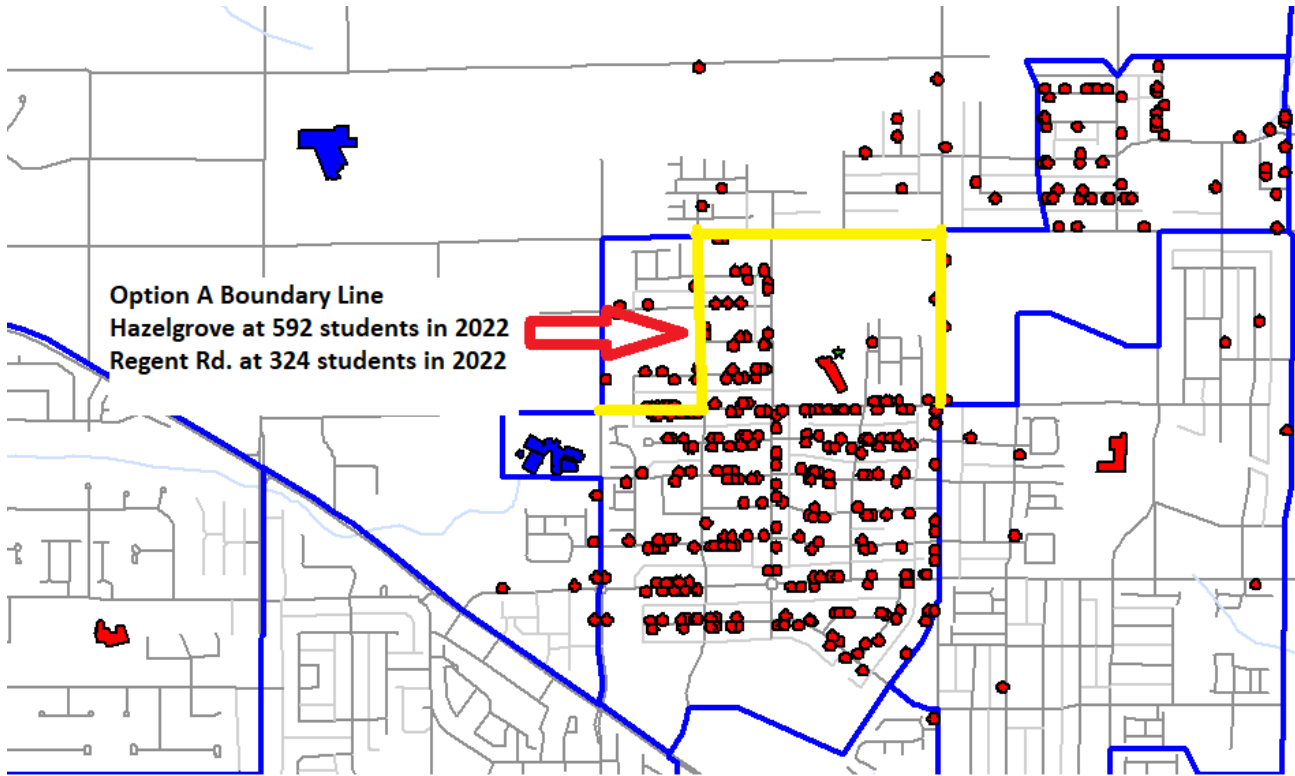 Option A Boundary Line
Hazelgrove at 592 students in 2022
Regent Rd. at 324 students in 2022